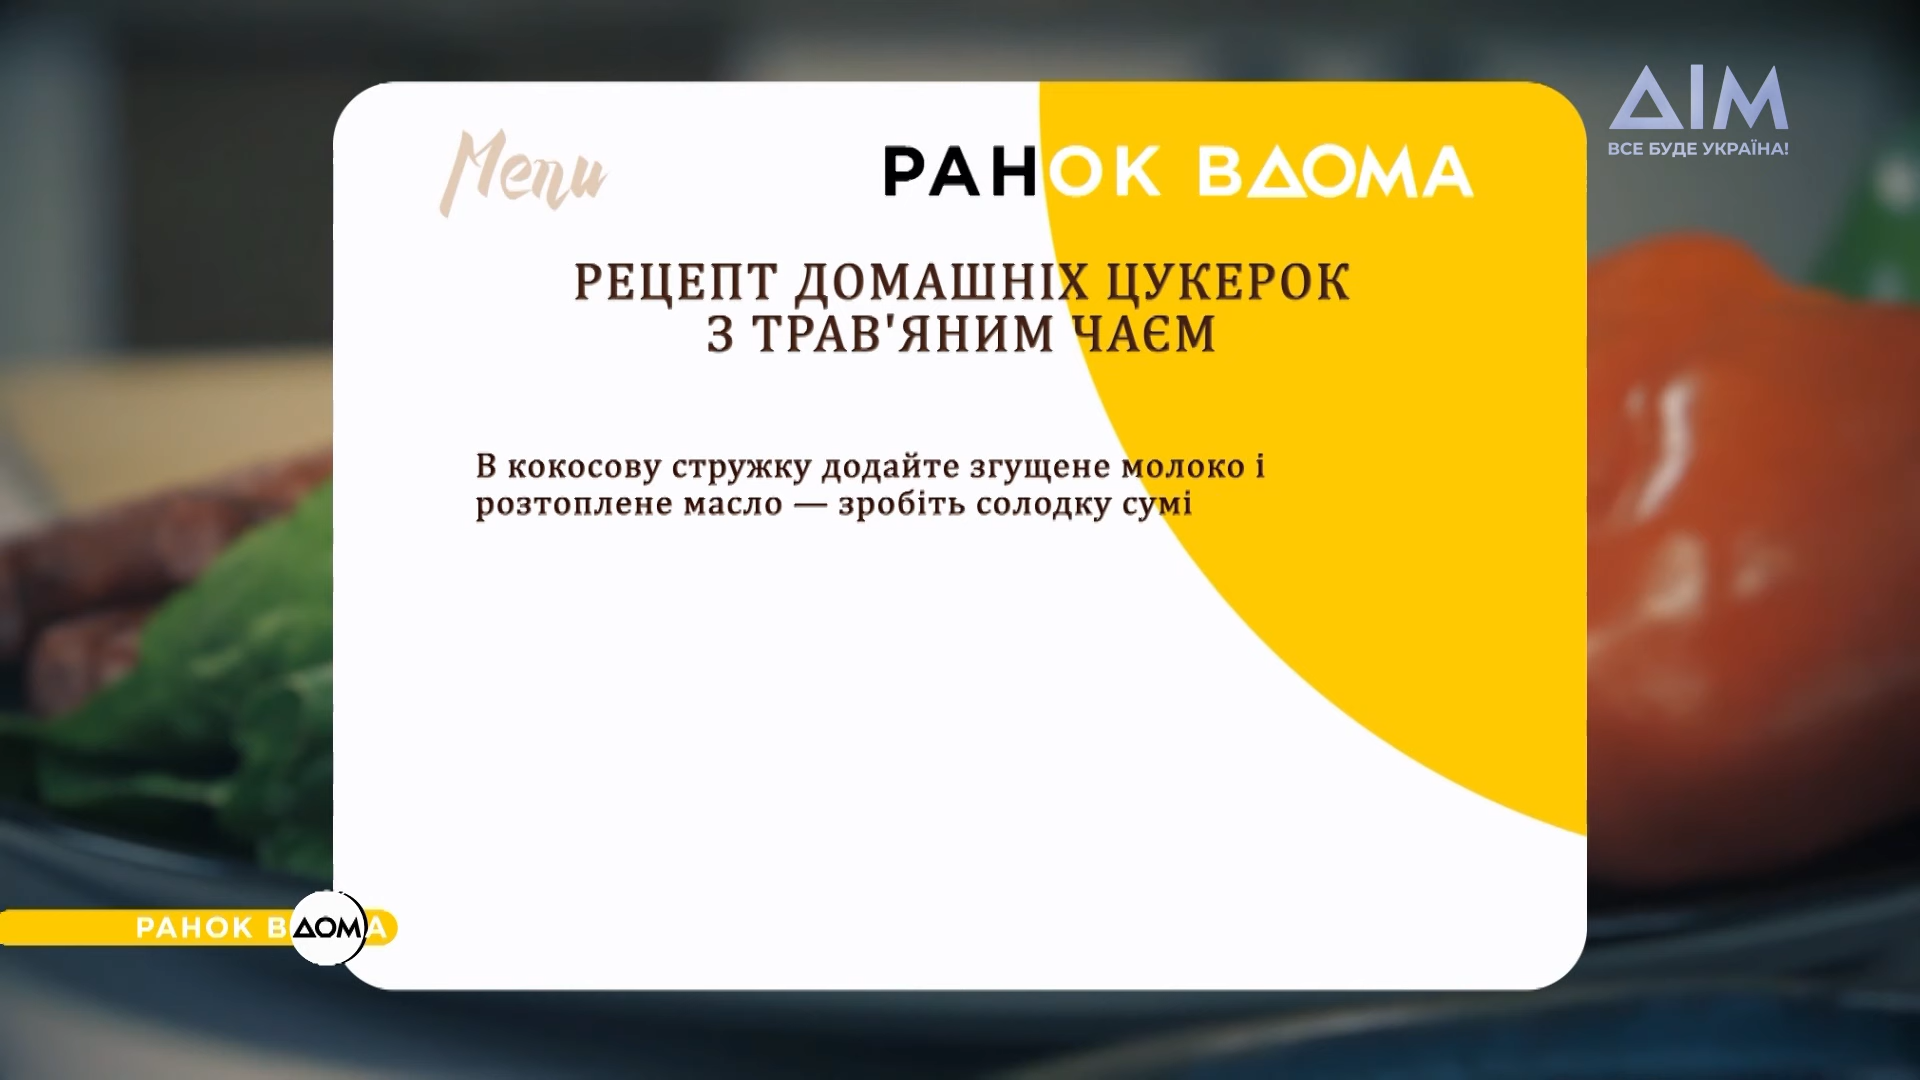 Menu
РАНОК ВДОМА
ДІМ
ВСЕ БУДЕ УКРАЇНА!
РЕЦЕПТ ДОМАШНІХ ЦУКЕРОК
З ТРАВ'ЯНИМ ЧАЄМ
В кокосову стружку додайте згущене молоко і
розтоплене масло — зробіть солодку сумі
РАНОК ВДОМА